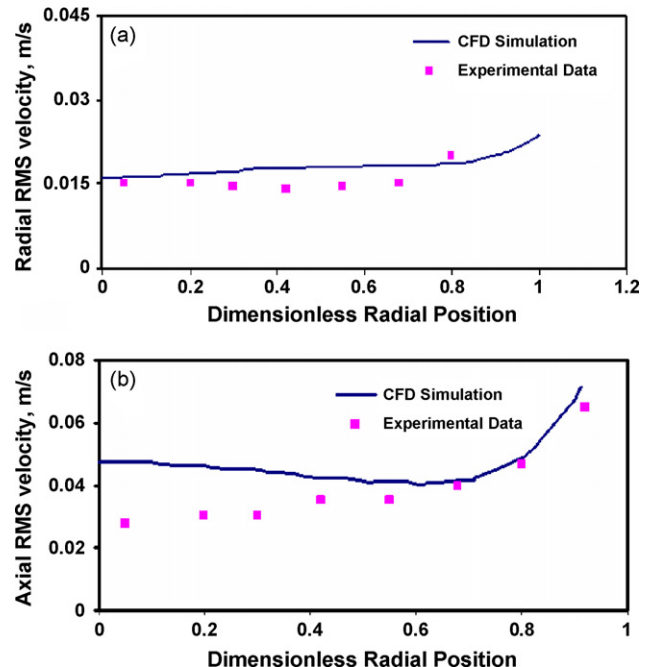 (a)
Radial RMS velocity, m/s
0.045
0.03
0.015
0
CFD Simulation
Experimental Data
0 0.2 0.4 0.6 0.8 1 1.2
Dimensionless Radial Position
(b)
Axial RMS velocity, m/s
0.08
0.06
0.04
0.02
0
CFD Simulation
Experimental Data
0 0.2 0.4 0.6 0.8 1
Dimensionless Radial Position